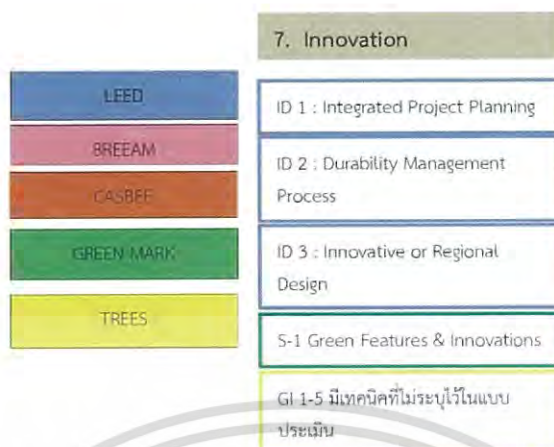 7. Innovation
LEED
BREEAM
CASBEE
GREEN MARK
TREES
ID 1 : Integrated Project Planning
ID 2 : Durability Management
Process
ID 3 : Innovative or Regional
Design
S-1 Green Features & Innovations
GI 1-5 มีเทคนิคที่ไม่ระบุไว้ในแบบ
ประเมิน